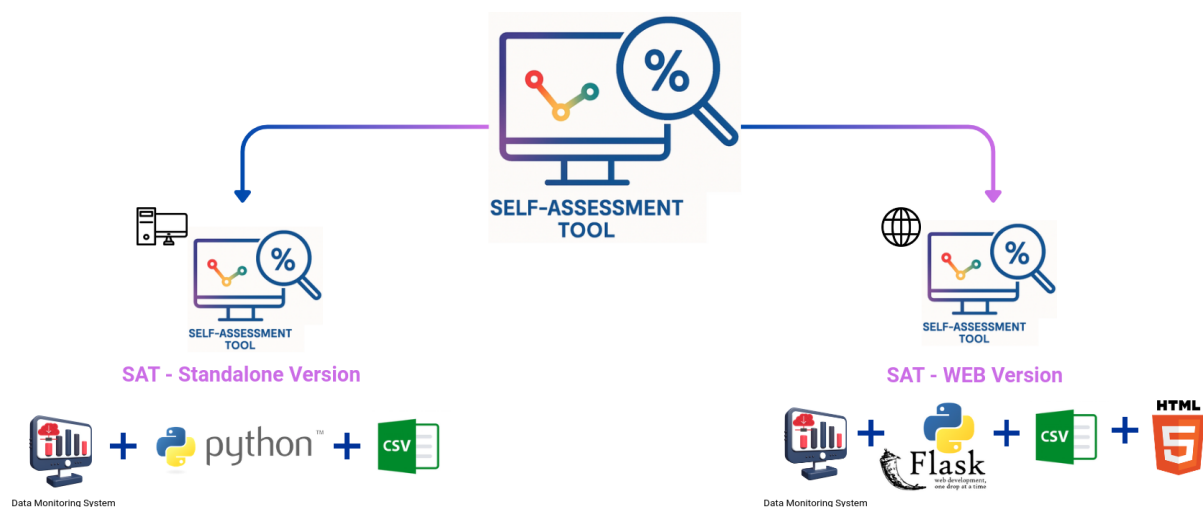 %
SELF-ASSESSMENT
TOOL
%
SELF-ASSESSMENT
TOOL
SAT - Standalone Version
+
python™
+
CSV
Data Monitoring System
%
SELF-ASSESSMENT
TOOL
SAT - WEB Version
+
Flask
web development,
one drop at a time
+
CSV
+
HTML
5
Data Monitoring System